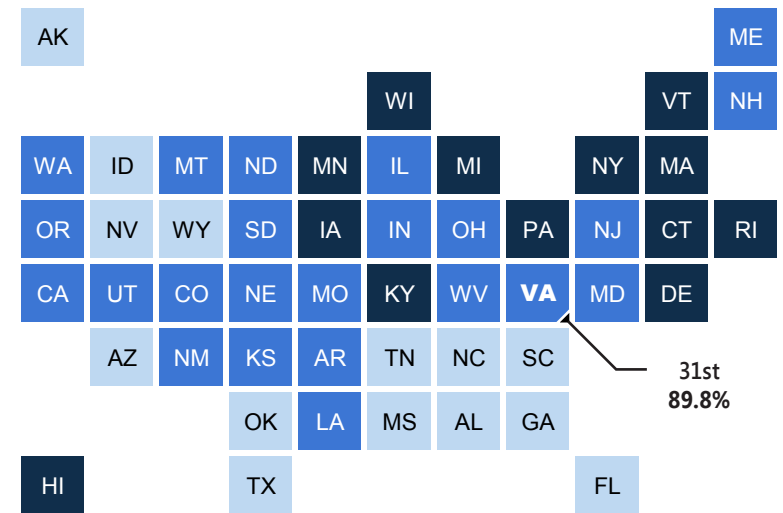 AK ME
WI VT NH
WA ID MT ND MN IL MI NY MA
OR NV WY SD IA IN OH PA NJ CT RI
CA UT CO NE MO KY WV VA MD DE
AZ NM KS AR TN NC SC
31st
89.8%
OK LA MS AL GA
HI TX FL